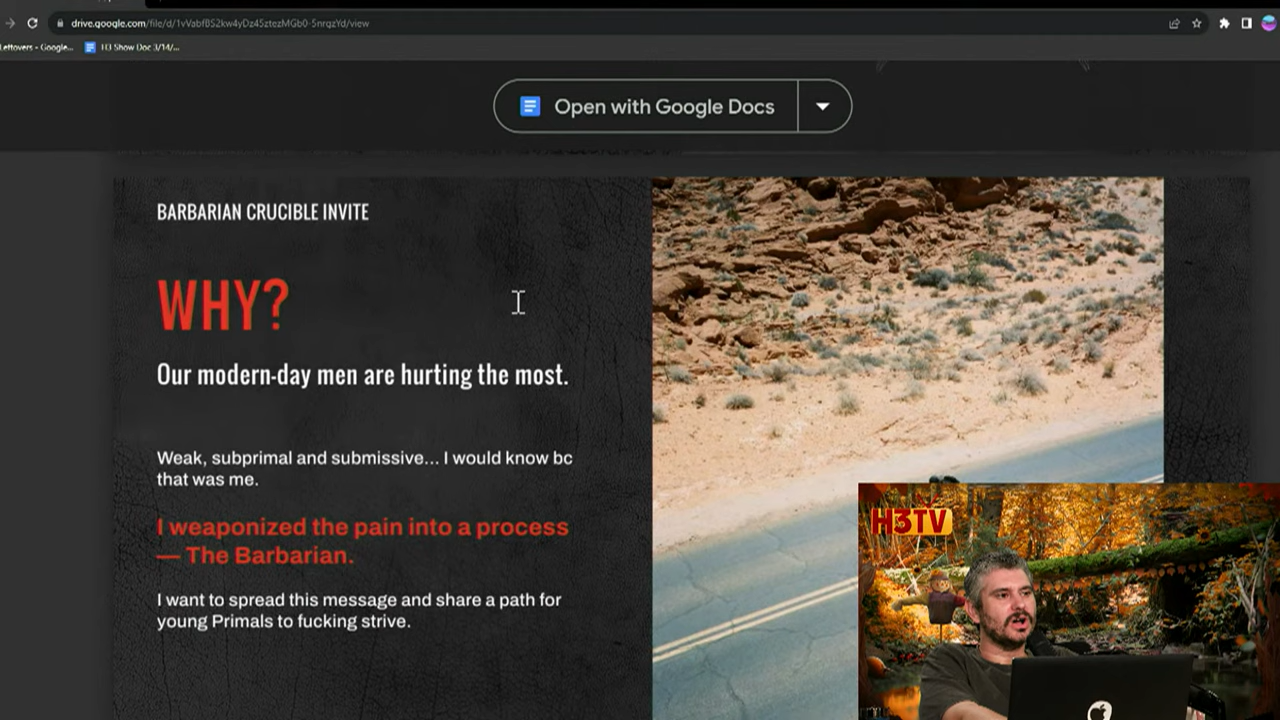 drive.google.com/file/d/1vVabfBS2kw4yDz45ztezMGb0-5nrqzYd/view
Leftovers - Google...
H3 Show Doc 3/14/...
Open with Google Docs
BARBARIAN CRUCIBLE INVITE
WHY?
Our modern-day men are hurting the most.
Weak, subprimal and submissive... I would know bc
that was me.
I weaponized the pain into a process
— The Barbarian.
I want to spread this message and share a path for
young Primals to fucking strive.
H3TV